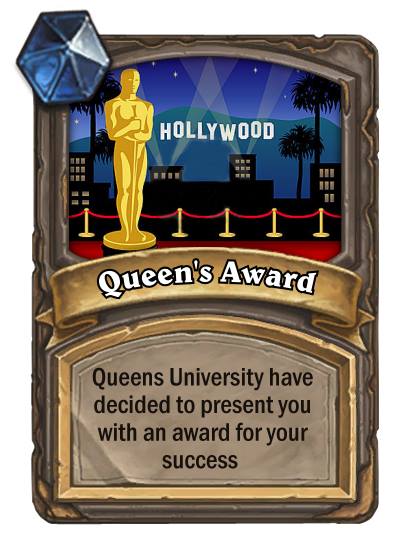 HOLLYWOOD
Queen's Award
Queens University have
decided to present you
with an award for your
success